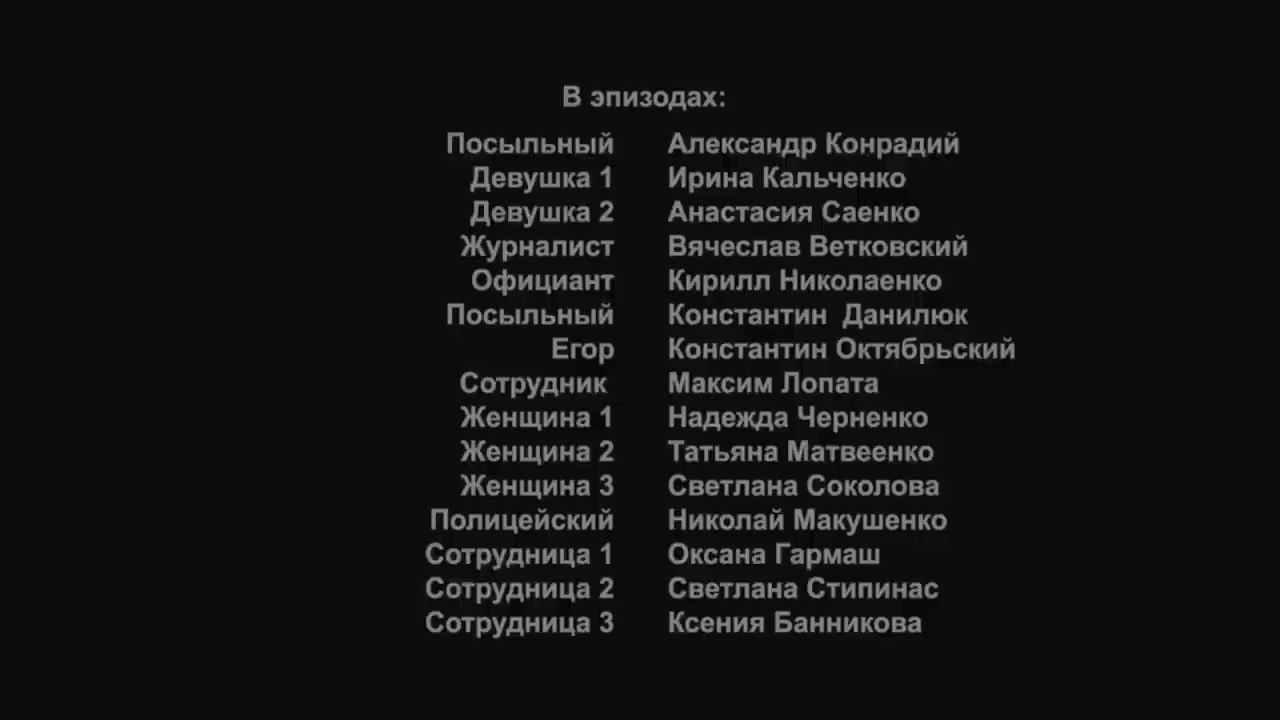 В эпизодах:
Посыльный Александр Конрадий
Девушка 1 Ирина Кальченко
Девушка 2 Анастасия Саенко
Журналист Вячеслав Ветковский
Официант Кирилл Николаенко
Посыльный Константин Данилюк
Егор Константин Октябрьский
Сотрудник Максим Лопата
Женщина 1 Надежда Черненко
Женщина 2 Татьяна Матвеенко
Женщина 3 Светлана Соколова
Полицейский Николай Макушенко
Сотрудница 1 Оксана Гармаш
Сотрудница 2 Светлана Стипинас
Сотрудница 3 Ксения Банникова